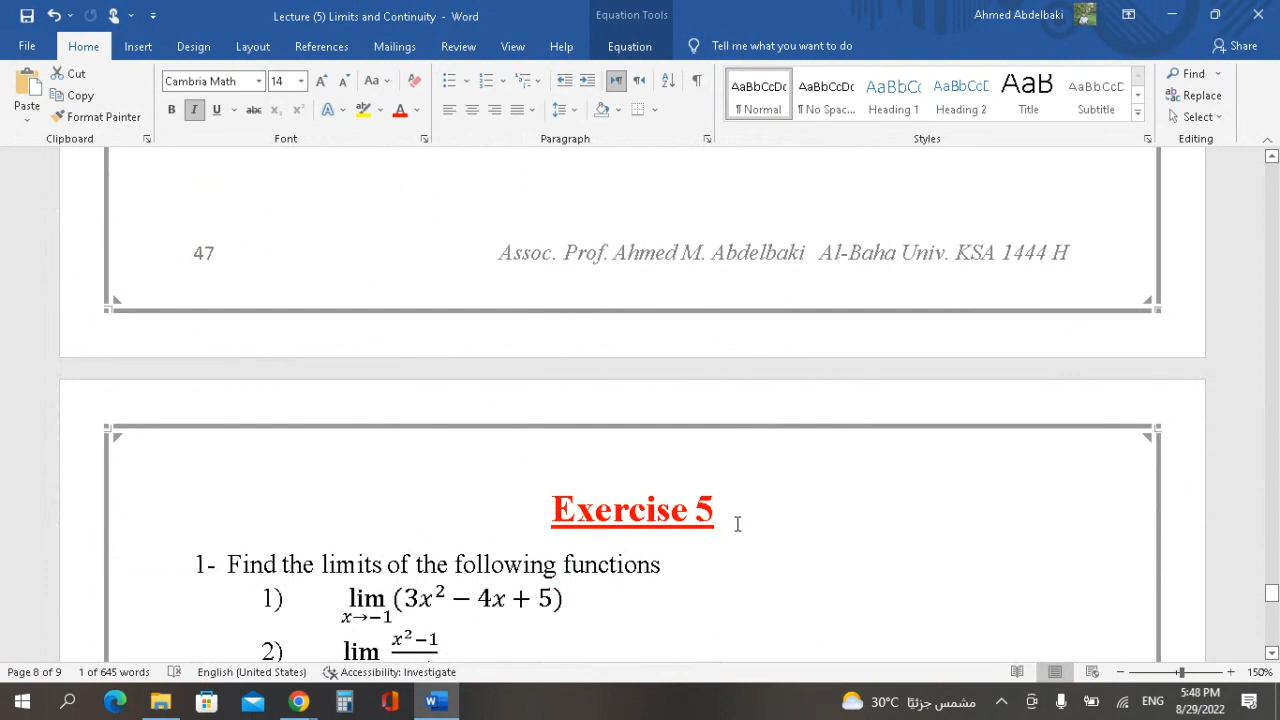 Lecture (5) Limits and Continuity - Word
Equation Tools
Ahmed Abdelbaki
File Home Insert Design Layout References Mailings Review View Help Equation Tell me what you want to do Share
Paste
Cut
Copy
Format Painter
Clipboard
Cambria Math 14 Aa
B I U abc x₂ x² A A
Font
Paragraph
AaBbCcDc AaBbCcDc AaBbC( AaBbCcE AaB AaBbCcD
¶ Normal ¶ No Spac... Heading 1 Heading 2 Title Subtitle
Styles
Find
Replace
Select
Editing
47 Assoc. Prof. Ahmed M. Abdelbaki Al-Baha Univ. KSA 1444 H
Exercise 5
1- Find the limits of the following functions
1) lim x→−1 (3x² − 4x + 5)
2) lim x²−1
Page 8 of 9 1 of 645 words English (United States) Accessibility: Investigate 150%
30°C مشمس جزئيًا ENG 5:48 PM
8/29/2022